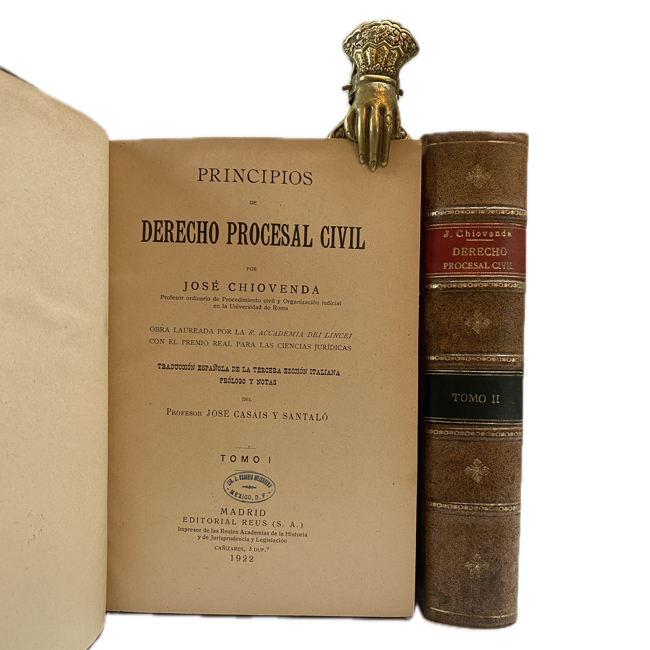 PRINCIPIOS
DE
DERECHO PROCESAL CIVIL
POR
JOSÉ CHIOVENDA
Profesor ordinario de Procedimiento civil y Organización judicial
en la Universidad de Roma
OBRA LAUREADA POR LA R. ACCADEMIA DEI LINCEI
CON EL PREMIO REAL PARA LAS CIENCIAS JURÍDICAS
TRADUCCIÓN ESPAÑOLA DE LA TERCERA EDICIÓN ITALIANA
PRÓLOGO Y NOTAS
DEL
PROFESOR JOSÉ CASÁIS Y SANTALÓ
TOMO I
MEXICO, D. F.
MADRID
EDITORIAL REUS (S. A.)
Impresor de las Reales Academias de la Historia
y de Jurisprudencia y Legislación
CAÑIZARES, 3 DUP.º
1922
J. Chiovenda
DERECHO
PROCESAL CIVIL
TOMO II